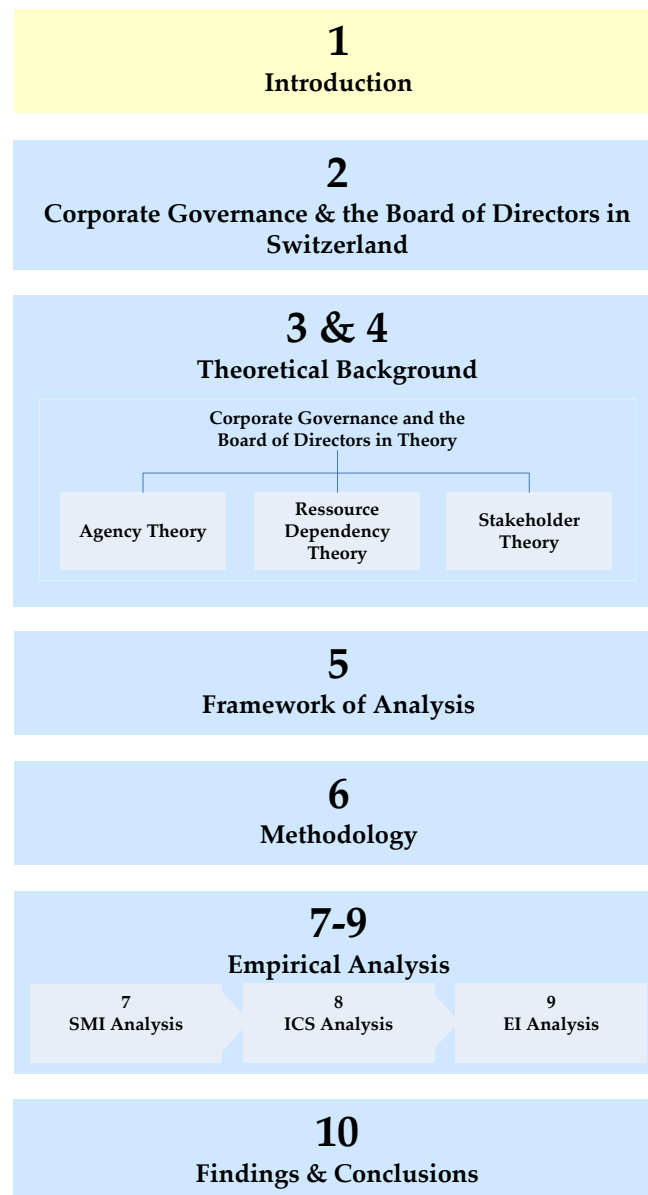 1
Introduction
2
Corporate Governance & the Board of Directors in
Switzerland
3 & 4
Theoretical Background
Corporate Governance and the
Board of Directors in Theory
Agency Theory
Ressource
Dependency
Theory
Stakeholder
Theory
5
Framework of Analysis
6
Methodology
7-9
Empirical Analysis
7
SMI Analysis
8
ICS Analysis
9
EI Analysis
10
Findings & Conclusions